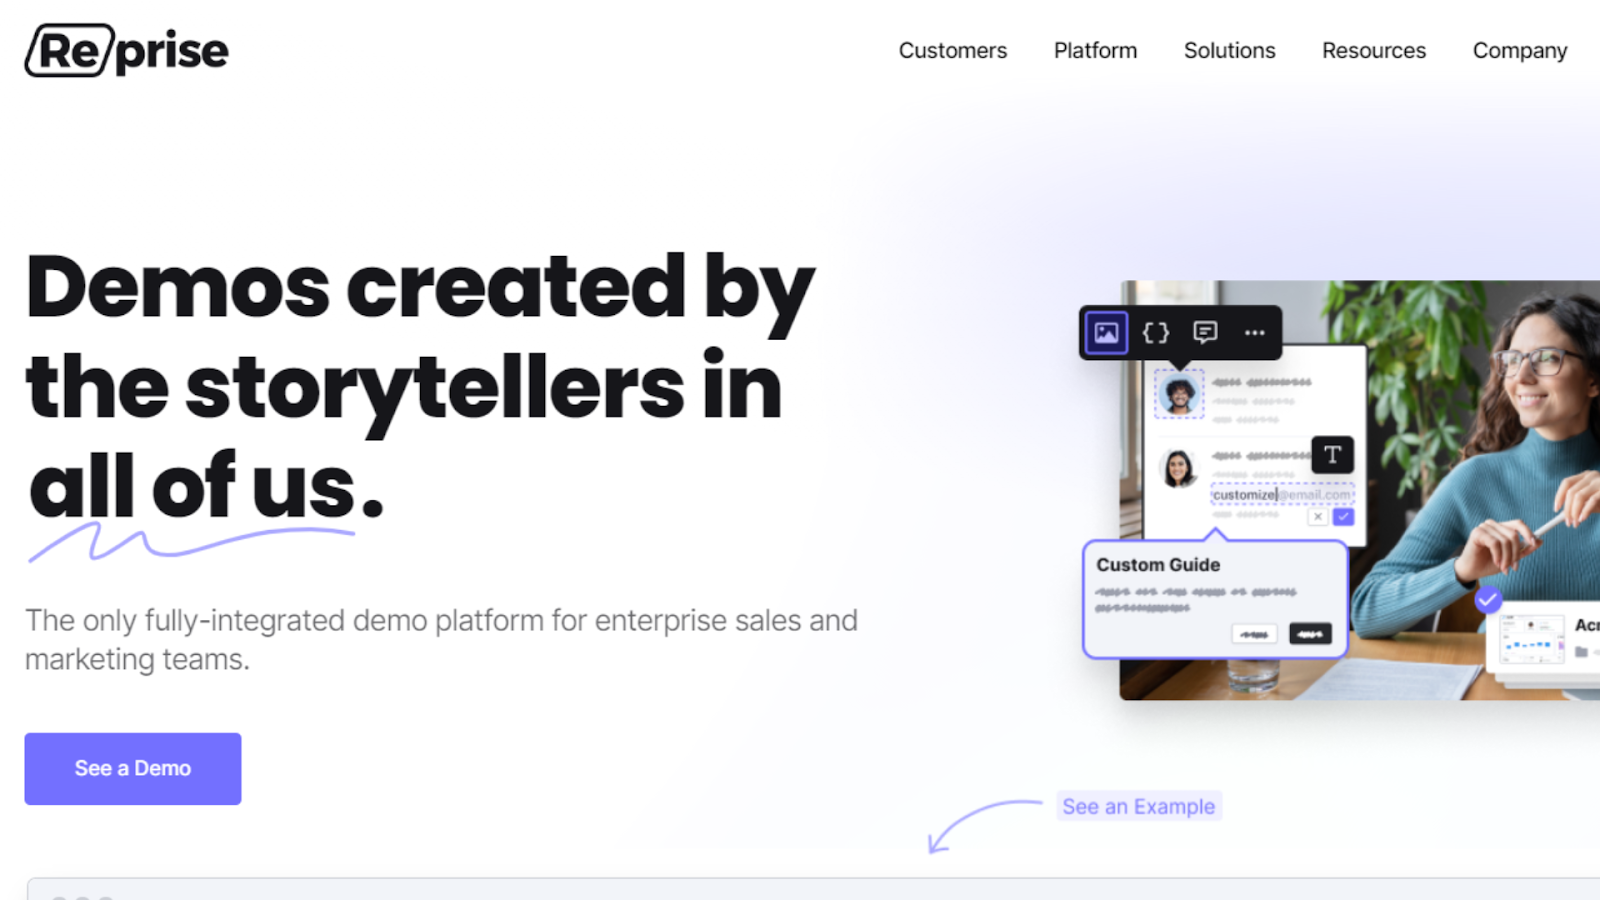 Re/prise
Customers
Platform
Solutions
Resources
Company
Demos created by
the storytellers in
all of us.
The only fully-integrated demo platform for enterprise sales and
marketing teams.
See a Demo
T
customize@email.com
Custom Guide
Acr
See an Example